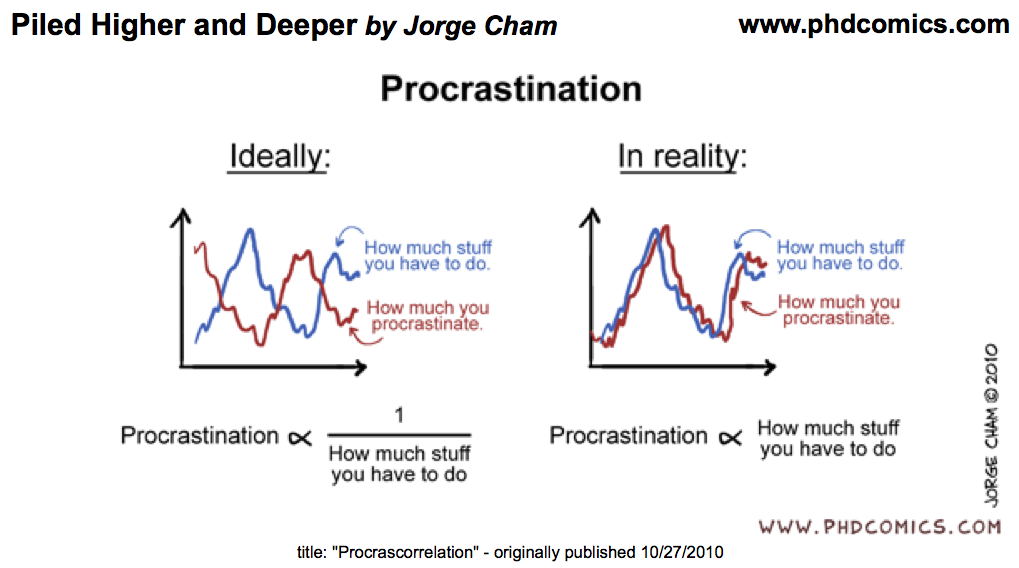 Piled Higher and Deeper by Jorge Cham
www.phdcomics.com
Procrastination
Ideally:
How much stuff
you have to do.
How much you
procrastinate.
Procrastination ∝
1
How much stuff
you have to do
In reality:
How much stuff
you have to do.
How much you
procrastinate.
Procrastination ∝
How much stuff
you have to do
JORGE CHAM © 2010
WWW.PHDCOMICS.COM
title: "Procrascorrelation" - originally published 10/27/2010